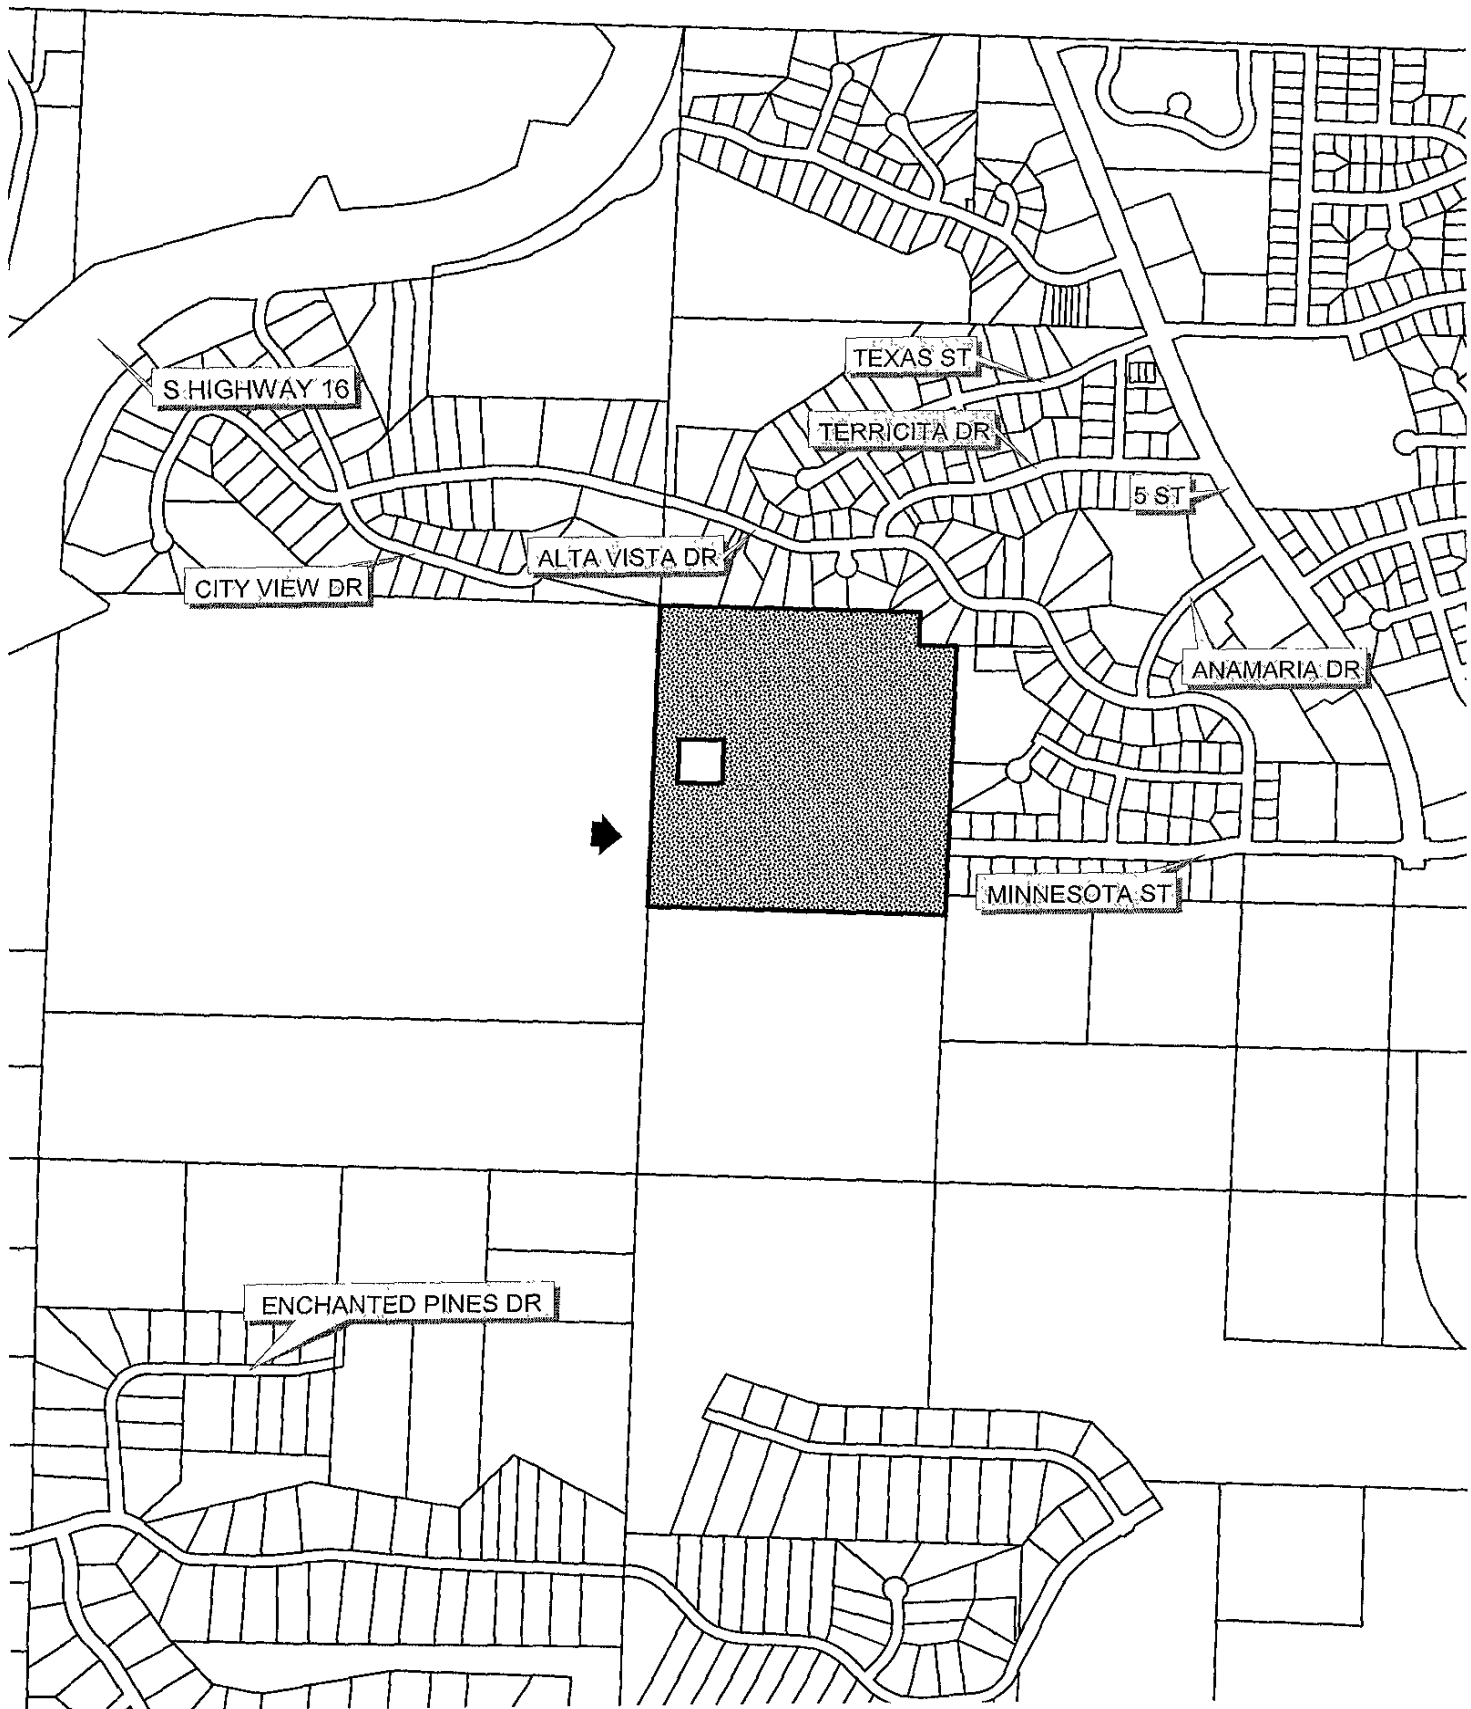 TEXAS ST
S HIGHWAY 16
TERRICITA DR
5 ST
ALTA VISTA DR
CITY VIEW DR
ANAMARIA DR
MINNESOTA ST
ENCHANTED PINES DR